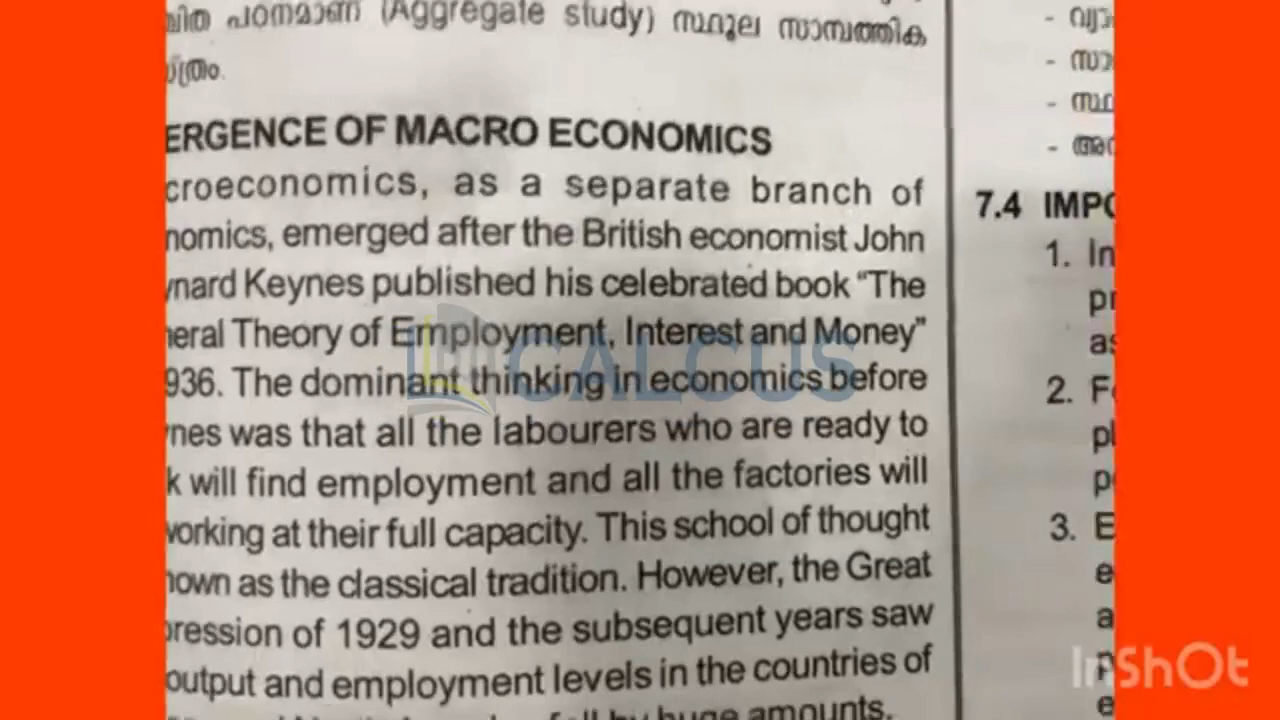 പഠനമാണ് (Aggregate study) സ്ഥൂല സാമ്പത്തിക
ERGENCE OF MACRO ECONOMICS
croeconomics, as a separate branch of
nomics, emerged after the British economist John
ynard Keynes published his celebrated book “The
neral Theory of Employment, Interest and Money”
936. The dominant thinking in economics before
ynes was that all the labourers who are ready to
k will find employment and all the factories will
working at their full capacity. This school of thought
nown as the classical tradition. However, the Great
pression of 1929 and the subsequent years saw
output and employment levels in the countries of
fall by huge amounts.
7.4 IMPO
1. In
pr
as
2. Fo
pl
po
3. E
e
a
e
CALCUS
InShOt